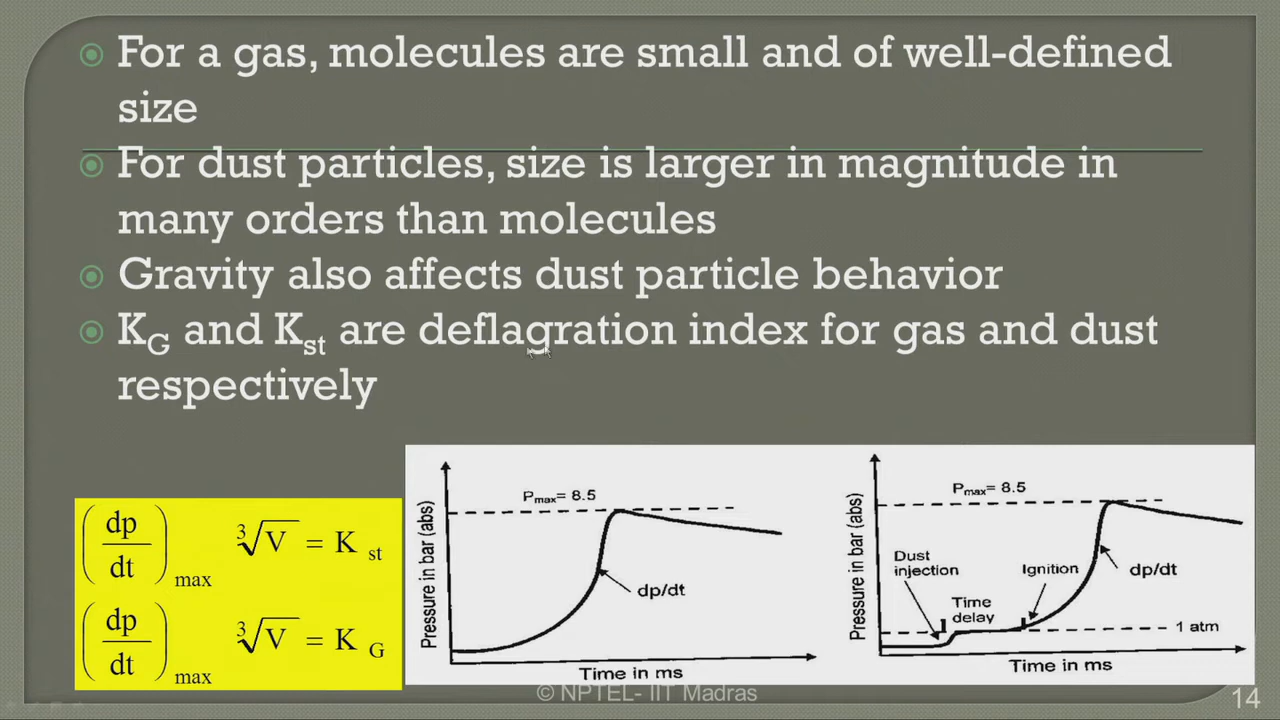 For a gas, molecules are small and of well-defined
size
For dust particles, size is larger in magnitude in
many orders than molecules
Gravity also affects dust particle behavior
K_G and K_st are deflagration index for gas and dust
respectively
(dp/dt)_max ∛V = K_st
(dp/dt)_max ∛V = K_G
Pressure in bar (abs)
Pmax= 8.5
dp/dt
Time in ms
Pressure in bar (abs)
Pmax= 8.5
Dust
injection
Time
delay
Ignition
dp/dt
1 atm
Time in ms
© NPTEL- IIT Madras
14